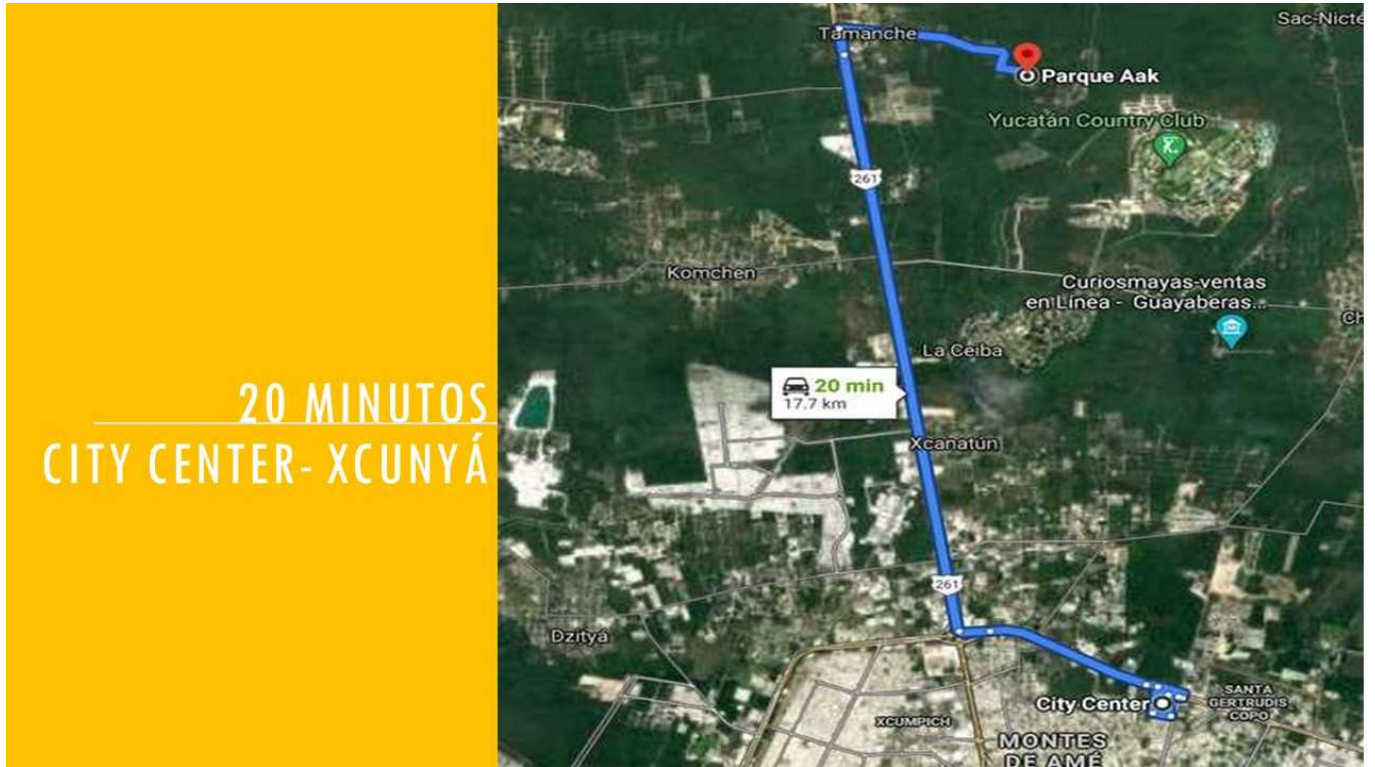 20 MINUTOS
CITY CENTER- XCUNYÁ
Sac-Nicté
Tamanche
Parque Aak
Yucatán Country Club
261
Komchen
Curiosmayas-ventas
en Línea - Guayaberas...
Ch
La Ceiba
20 min
17.7 km
Xcanatún
261
Dzityá
City Center
SANTA
GERTRUDIS
COPO
XCUMPICH
MONTES
DE AMÉ